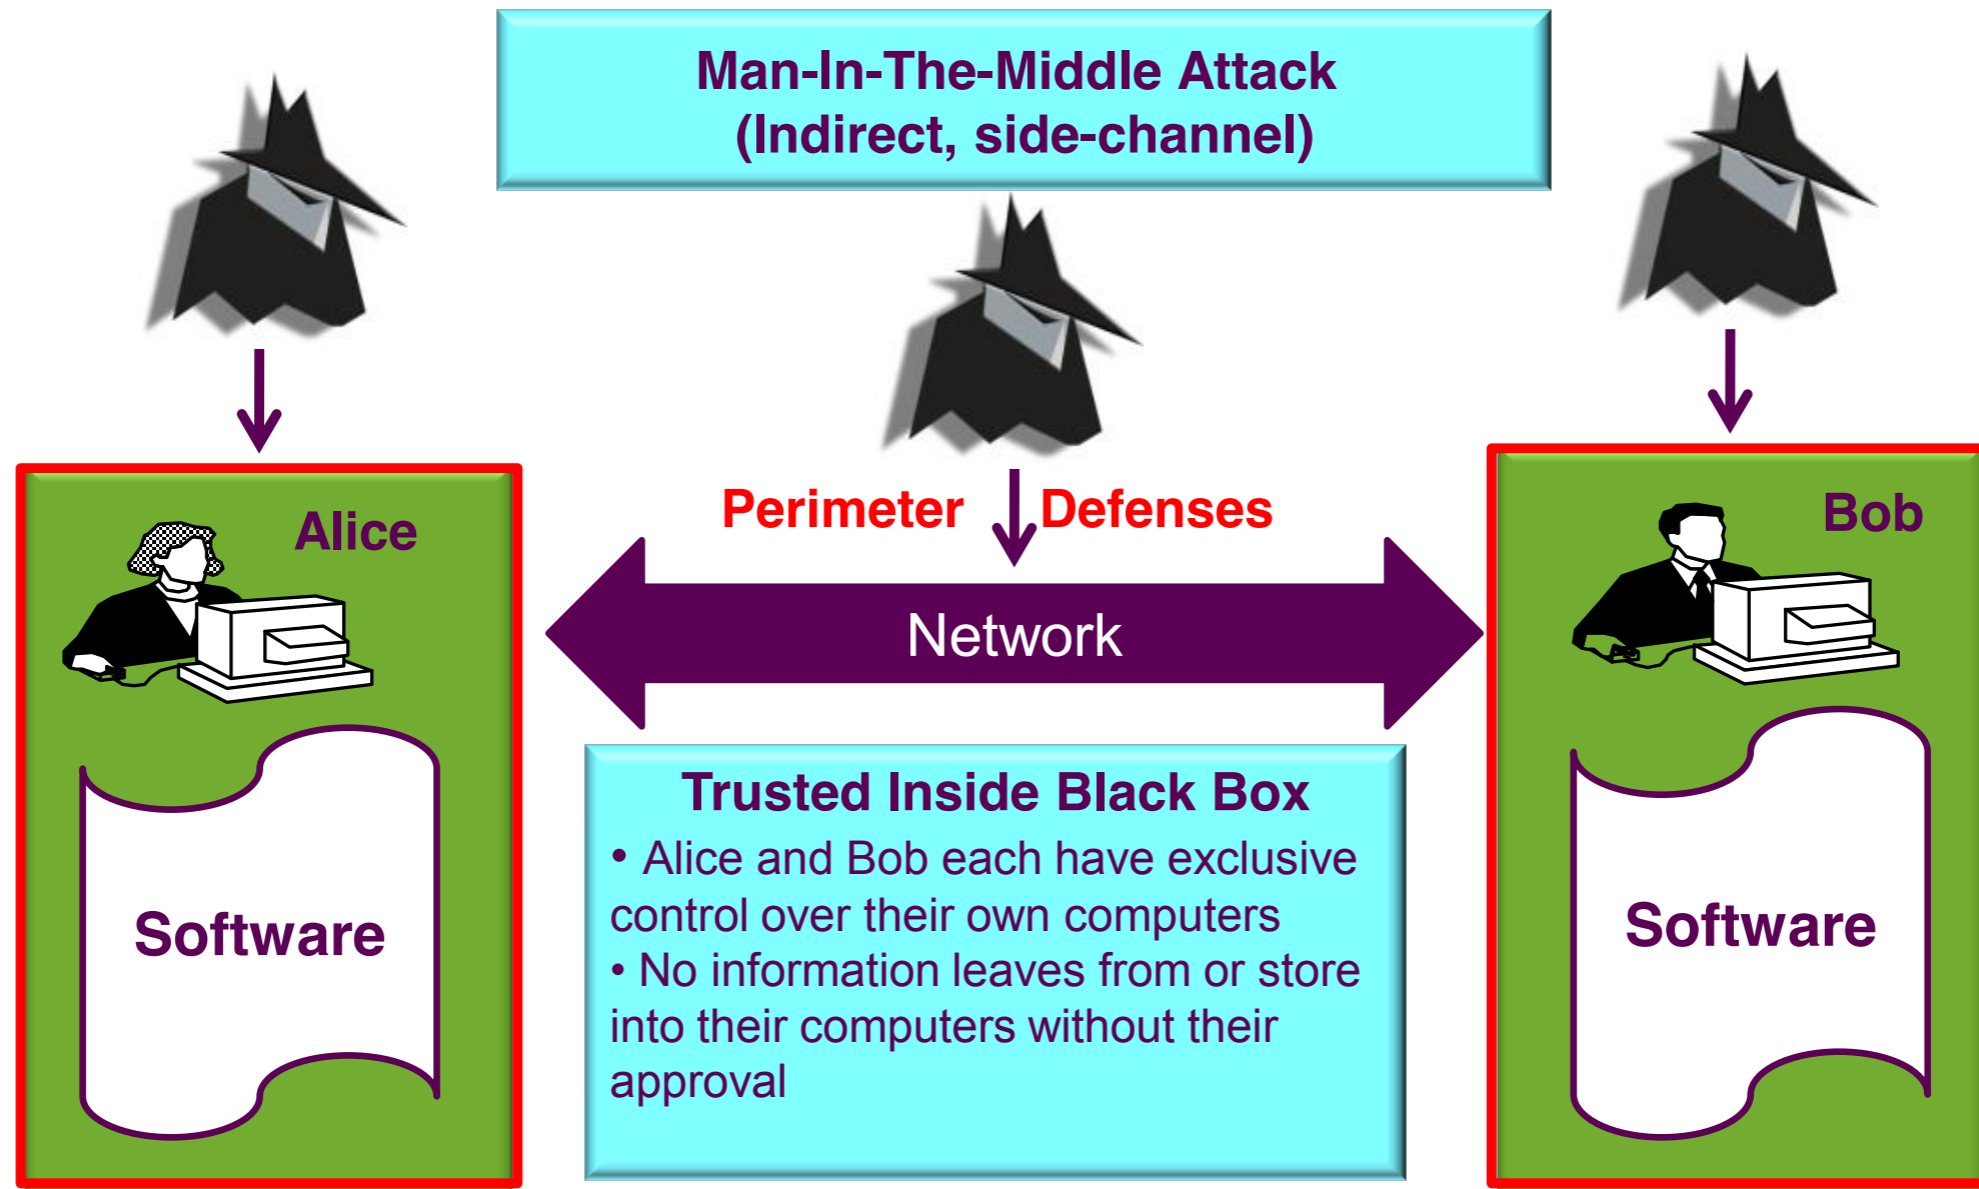 Man-In-The-Middle Attack
(Indirect, side-channel)
Perimeter Defenses
Alice
Bob
Network
Trusted Inside Black Box
• Alice and Bob each have exclusive
control over their own computers
• No information leaves from or store
into their computers without their
approval
Software
Software